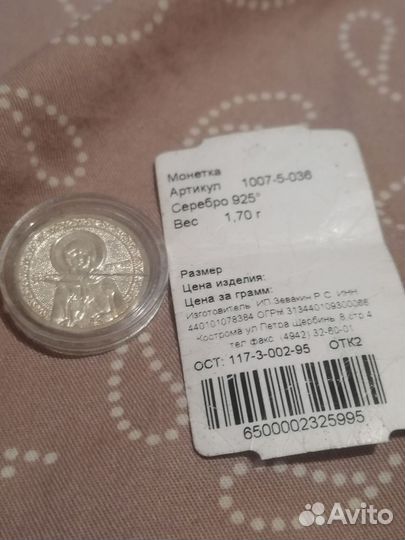 Монетка
Артикул 1007-5-036
Серебро 925°
Вес 1,70 г
Размер
Цена изделия:
Цена за грамм:
Изготовитель ИП Зевакин Р.С. ИНН
440101078384 ОГРН 313440109300066
Кострома ул Петра Щербины 8,стр 4
тел факс (4942) 32-60-01
ОСТ: 117-3-002-95 ОТК2
6500002325995
Avito